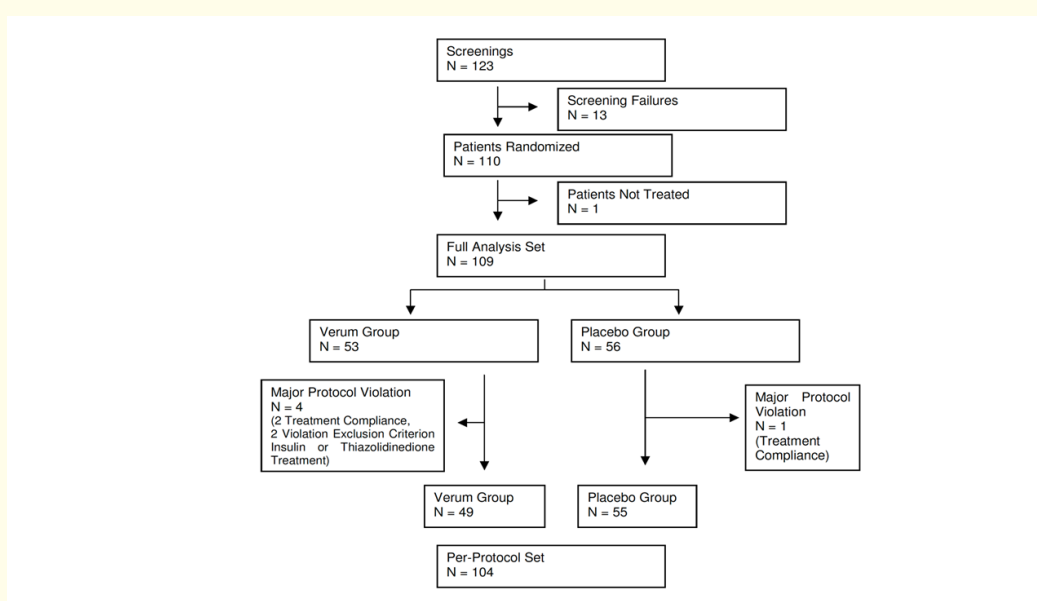 Screenings
N = 123
Screening Failures
N = 13
Patients Randomized
N = 110
Patients Not Treated
N = 1
Full Analysis Set
N = 109
Verum Group
N = 53
Placebo Group
N = 56
Major Protocol Violation
N = 4
(2 Treatment Compliance,
2 Violation Exclusion Criterion
Insulin or Thiazolidinedione
Treatment)
Major Protocol
Violation
N = 1
(Treatment
Compliance)
Verum Group
N = 49
Placebo Group
N = 55
Per-Protocol Set
N = 104